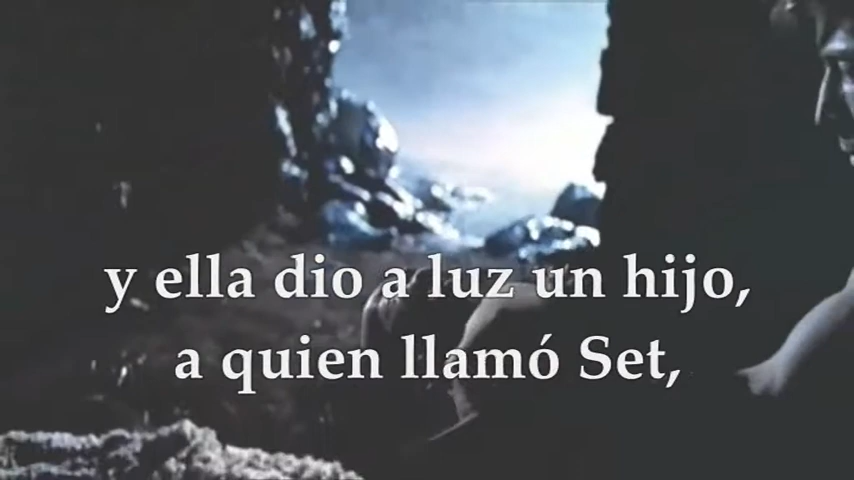 y ella dio a luz un hijo,
a quien llamó Set,